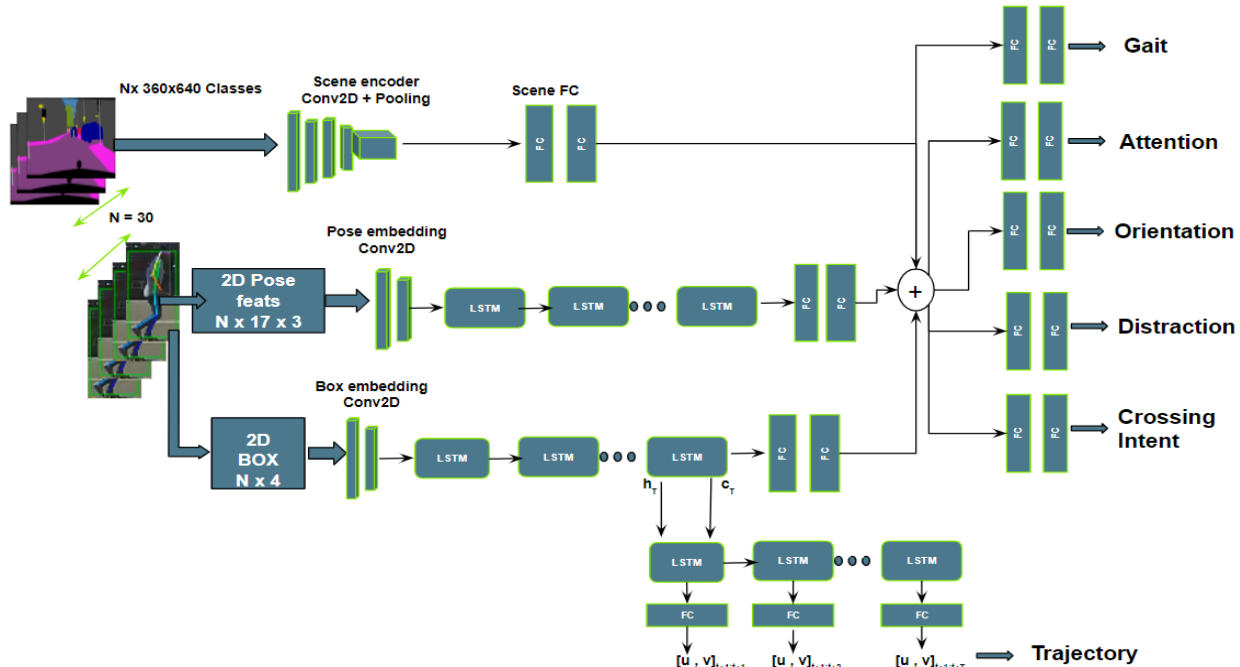 Gait
Nx 360x640 Classes
Scene encoder
Conv2D + Pooling
Scene FC
FC
FC
FC
FC
Attention
FC
FC
N = 30
Pose embedding
Conv2D
2D Pose
feats
N x 17 x 3
LSTM
LSTM
LSTM
FC
FC
+
Orientation
FC
FC
Distraction
FC
FC
Box embedding
Conv2D
2D
BOX
N x 4
LSTM
LSTM
LSTM
FC
FC
Crossing
Intent
FC
FC
h_T
c_T
LSTM
LSTM
LSTM
FC
FC
FC
[u , v]
[u , v]
[u , v]
Trajectory